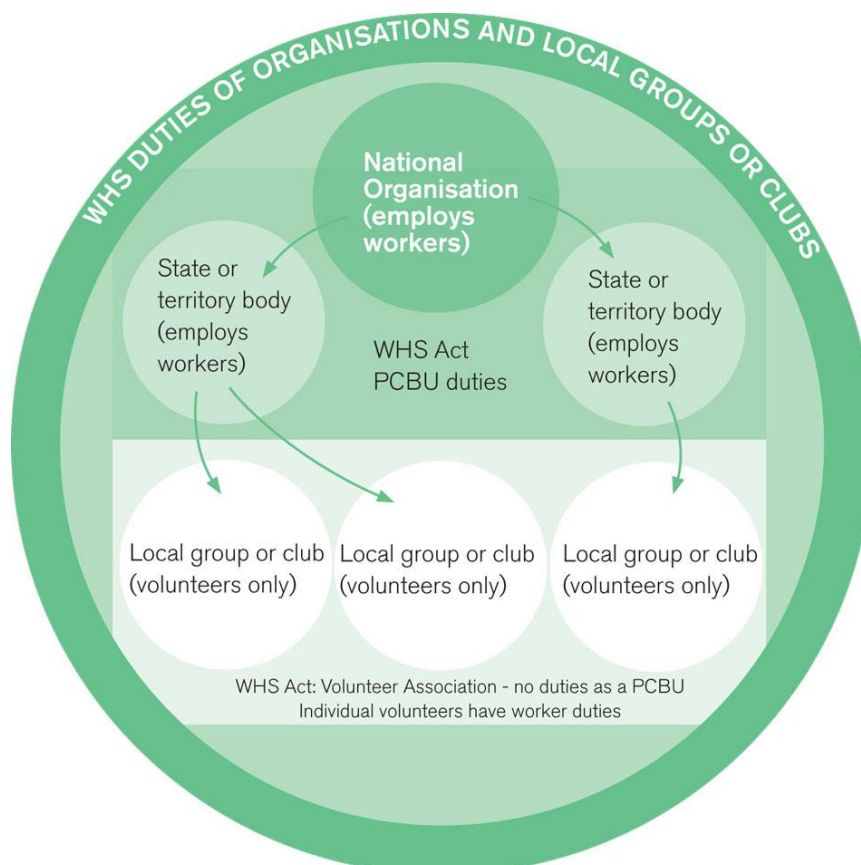 WHS DUTIES OF ORGANISATIONS AND LOCAL GROUPS OR CLUBS
National
Organisation
(employs
workers)
State or
territory body
(employs
workers)
State or
territory body
(employs
workers)
WHS Act
PCBU duties
Local group or club
(volunteers only)
Local group or club
(volunteers only)
Local group or club
(volunteers only)
WHS Act: Volunteer Association - no duties as a PCBU
Individual volunteers have worker duties